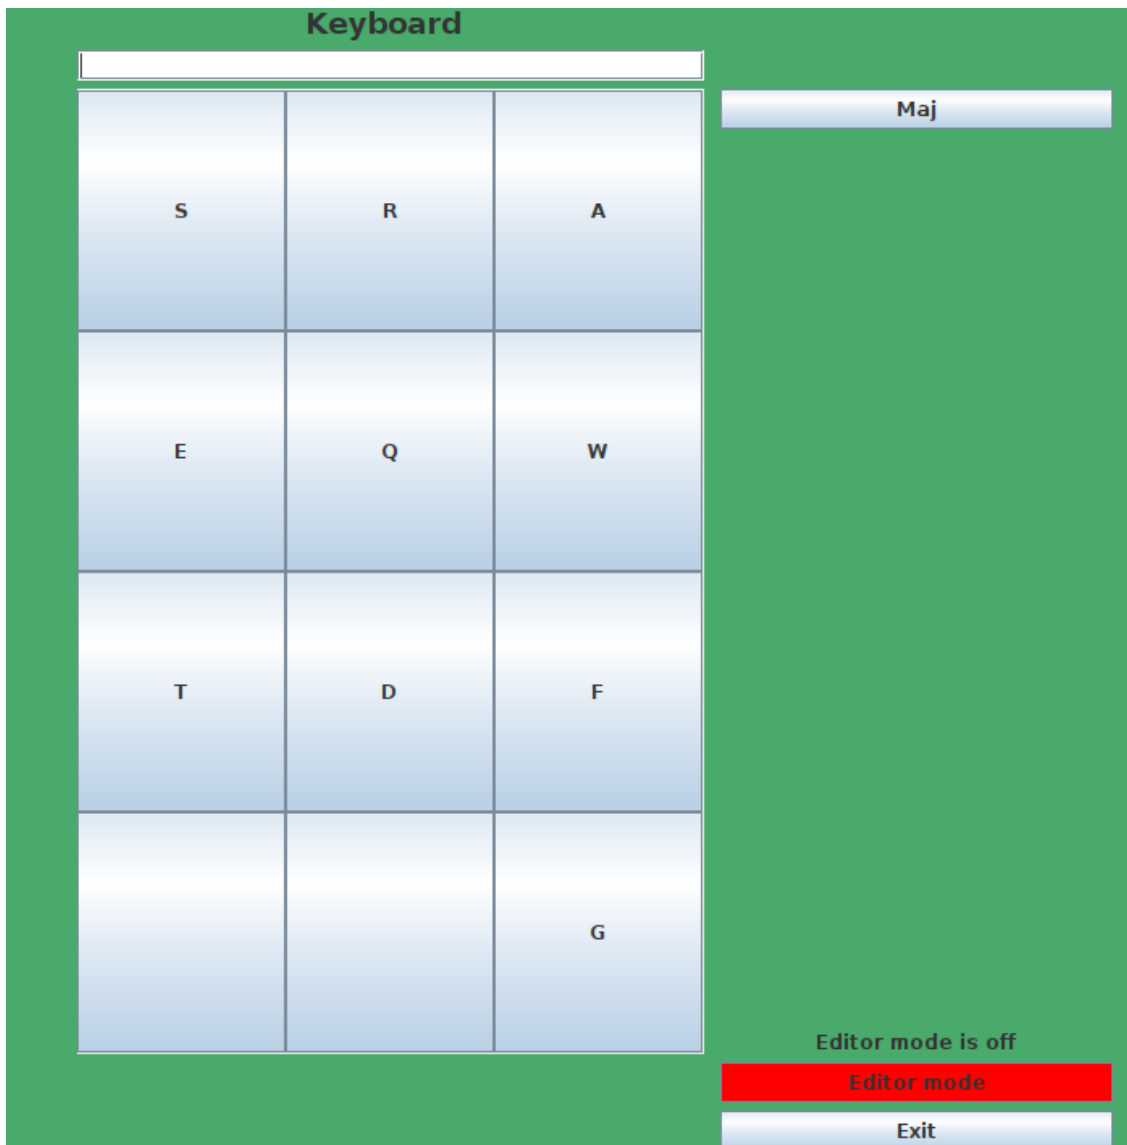 Keyboard
Maj
S R A
E Q W
T D F
G
Editor mode is off
Editor mode
Exit